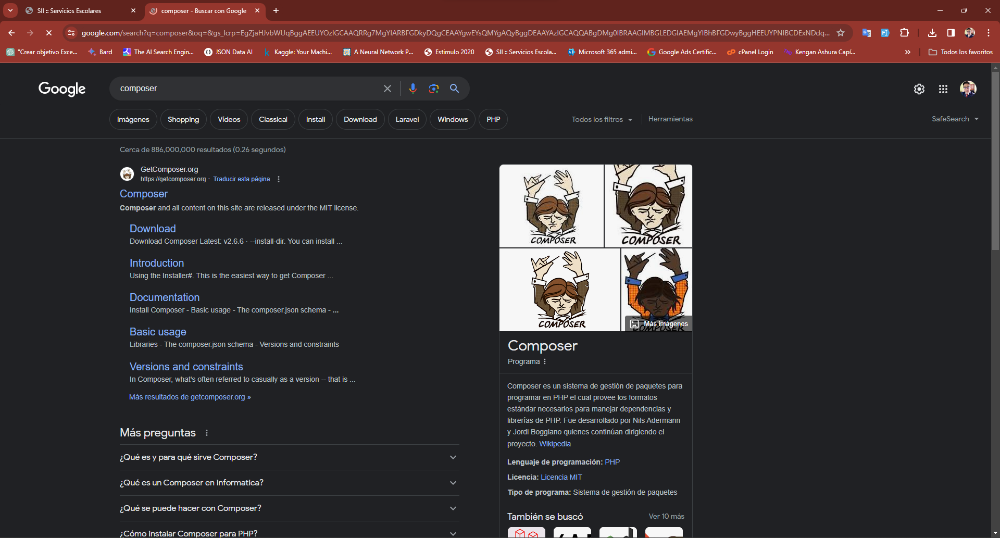 SII :: Servicios Escolares
composer - Buscar con Google
google.com/search?q=composer&oq=&gs_lcrp=EgZjaHJvbWUqBggAEEUYOzIGCAAQRRg7MgYIARBFGDkyDQgCEAAYgwEYsQMYgAQyBggDEAAYAzIGCAQQABgDMg0IBRAAGIMBGLEDGIAEMgYIBhBFGDwyBggHEEUYPNIBCDExNDdq...
"Crear objetivo Exce...
Bard
The AI Search Engin...
JSON Data AI
Kaggle: Your Machi...
A Neural Network P...
Estimulo 2020
SII :: Servicios Escola...
Microsoft 365 admi...
Google Ads Certific...
cPanel Login
Kengan Ashura Capí...
Todos los favoritos
Google
composer
Imágenes
Shopping
Vídeos
Classical
Install
Download
Laravel
Windows
PHP
Todos los filtros
Herramientas
SafeSearch
Cerca de 886,000,000 resultados (0.26 segundos)
GetComposer.org
https://getcomposer.org · Traducir esta página
Composer
Composer and all content on this site are released under the MIT license.
Download
Download Composer Latest: v2.6.6 · --install-dir. You can install ...
Introduction
Using the Installer#. This is the easiest way to get Composer ...
Documentation
Install Composer - Basic usage - The composer.json schema - ...
Basic usage
Libraries - The composer.json schema - Versions and constraints
Versions and constraints
In Composer, what's often referred to casually as a version -- that is ...
Más resultados de getcomposer.org »
Más preguntas
¿Qué es y para qué sirve Composer?
¿Qué es un Composer en informatica?
¿Qué se puede hacer con Composer?
¿Cómo instalar Composer para PHP?
COMPOSER
COMPOSER
COMPOSER
COMPOSER
Más imágenes
Composer
Programa
Composer es un sistema de gestión de paquetes para
programar en PHP el cual provee los formatos
estándar necesarios para manejar dependencias y
librerías de PHP. Fue desarrollado por Nils Adermann
y Jordi Boggiano quienes continúan dirigiendo el
proyecto. Wikipedia
Lenguaje de programación: PHP
Licencia: Licencia MIT
Tipo de programa: Sistema de gestión de paquetes
También se buscó
Ver 10 más